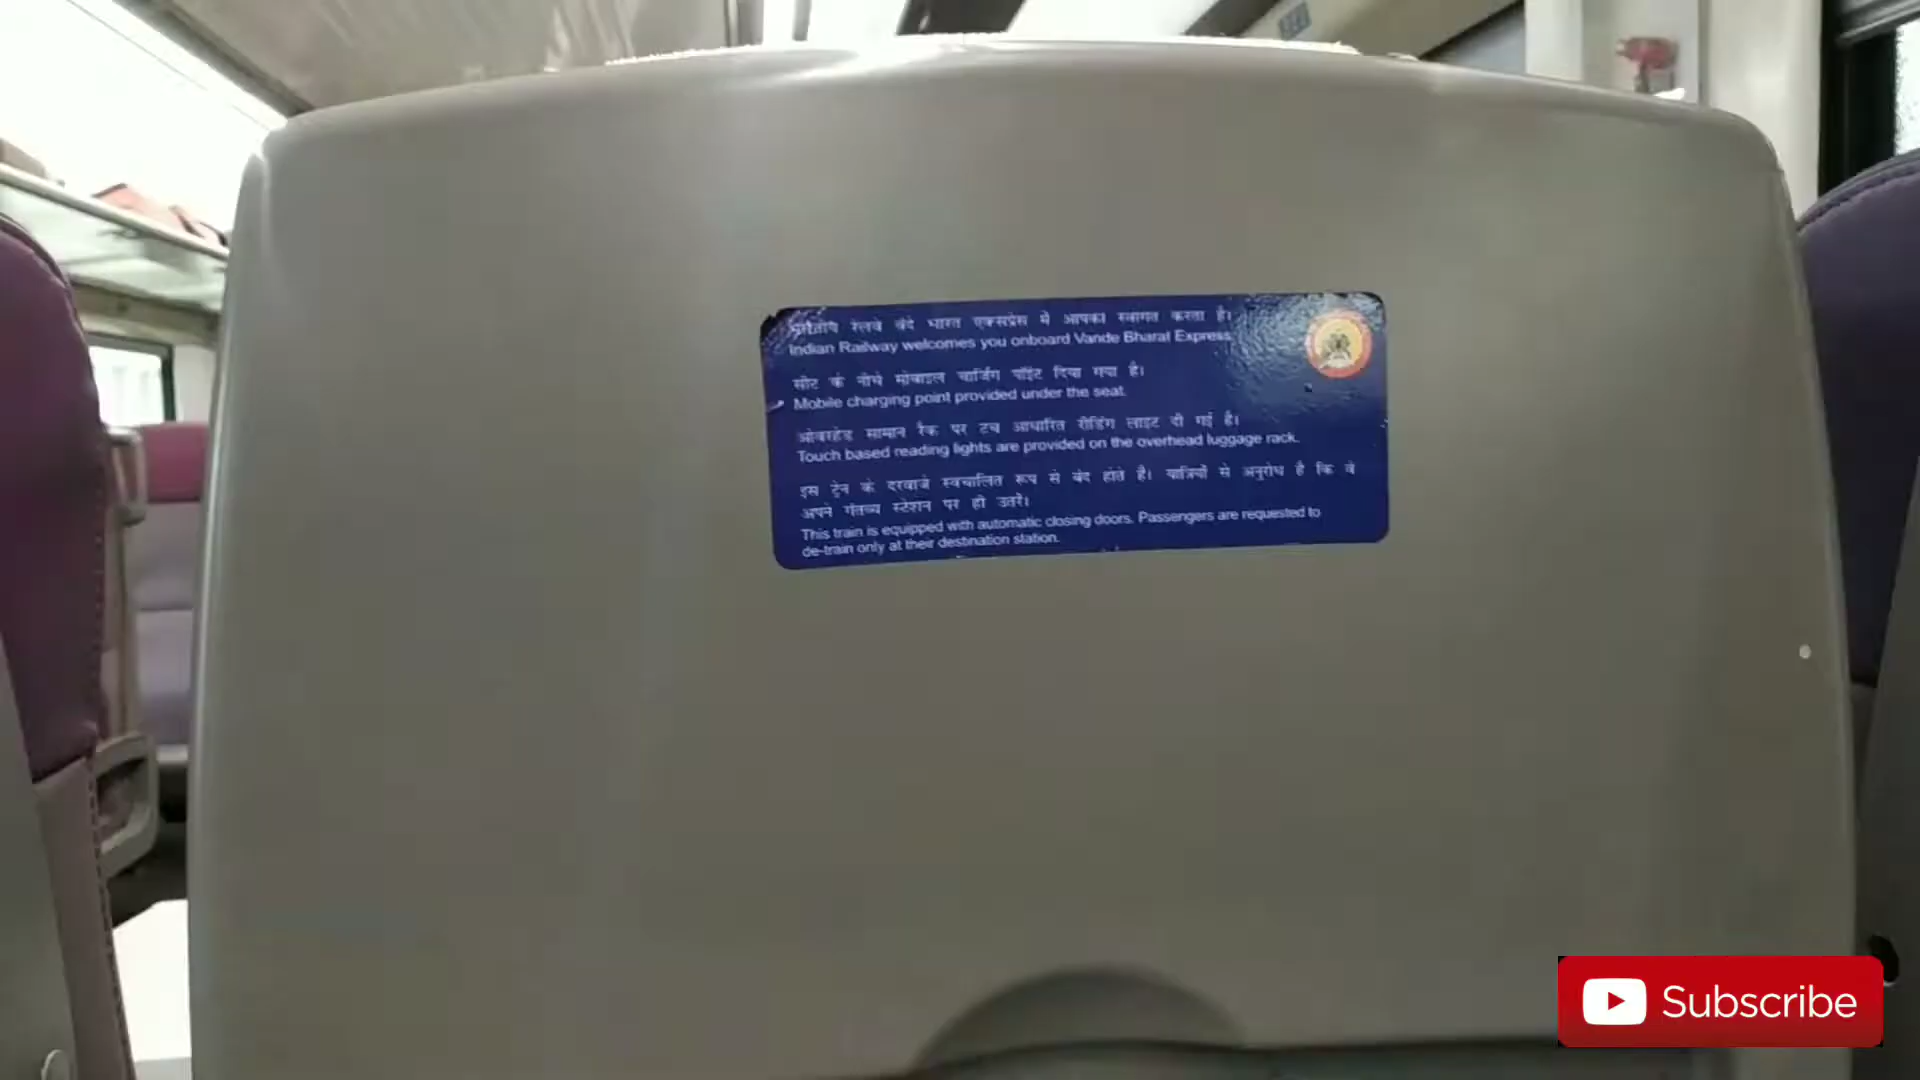 भारतीय रेलवे वंदे भारत एक्सप्रेस में आपका स्वागत करता है।
Indian Railway welcomes you onboard Vande Bharat Express
सीट के नीचे मोबाइल चार्जिंग पॉइंट दिया गया है।
Mobile charging point provided under the seat.
ओवरहेड सामान रैक पर टच आधारित रीडिंग लाइट दी गई है।
Touch based reading lights are provided on the overhead luggage rack.
इस ट्रेन के दरवाजे स्वचालित रूप से बंद होते है। यात्रियों से अनुरोध है कि वे
अपने गंतव्य स्टेशन पर ही उतरें।
This train is equipped with automatic closing doors. Passengers are requested to
de-train only at their destination station.
Subscribe